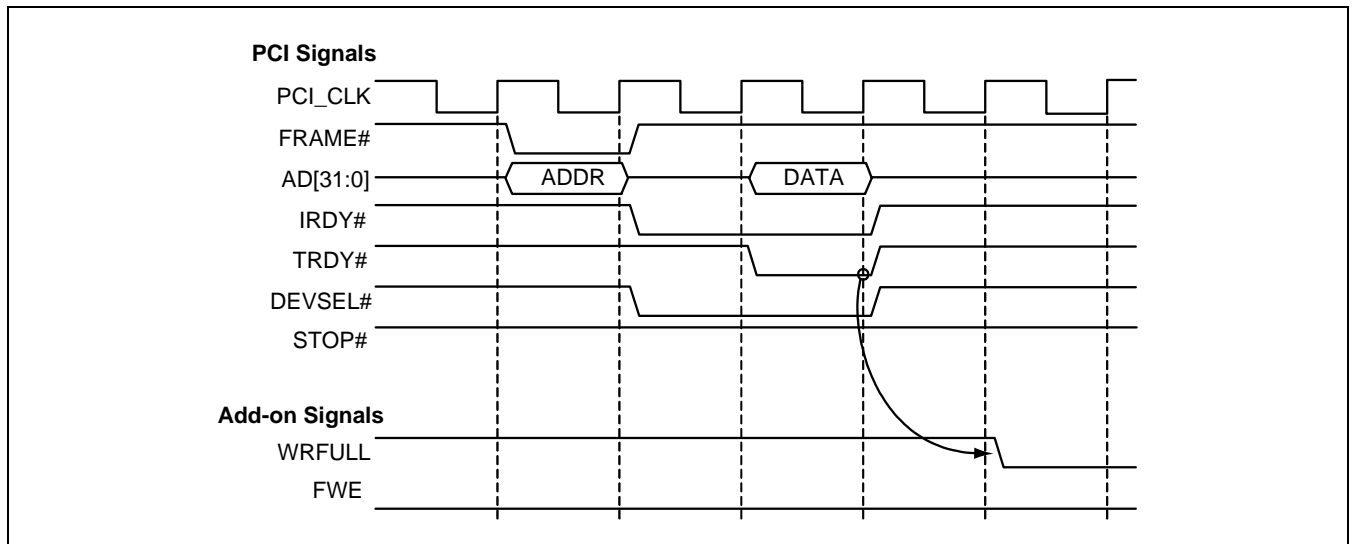 PCI Signals
PCI_CLK
FRAME#
AD[31:0] ADDR DATA
IRDY#
TRDY#
DEVSEL#
STOP#
Add-on Signals
WRFULL
FWE